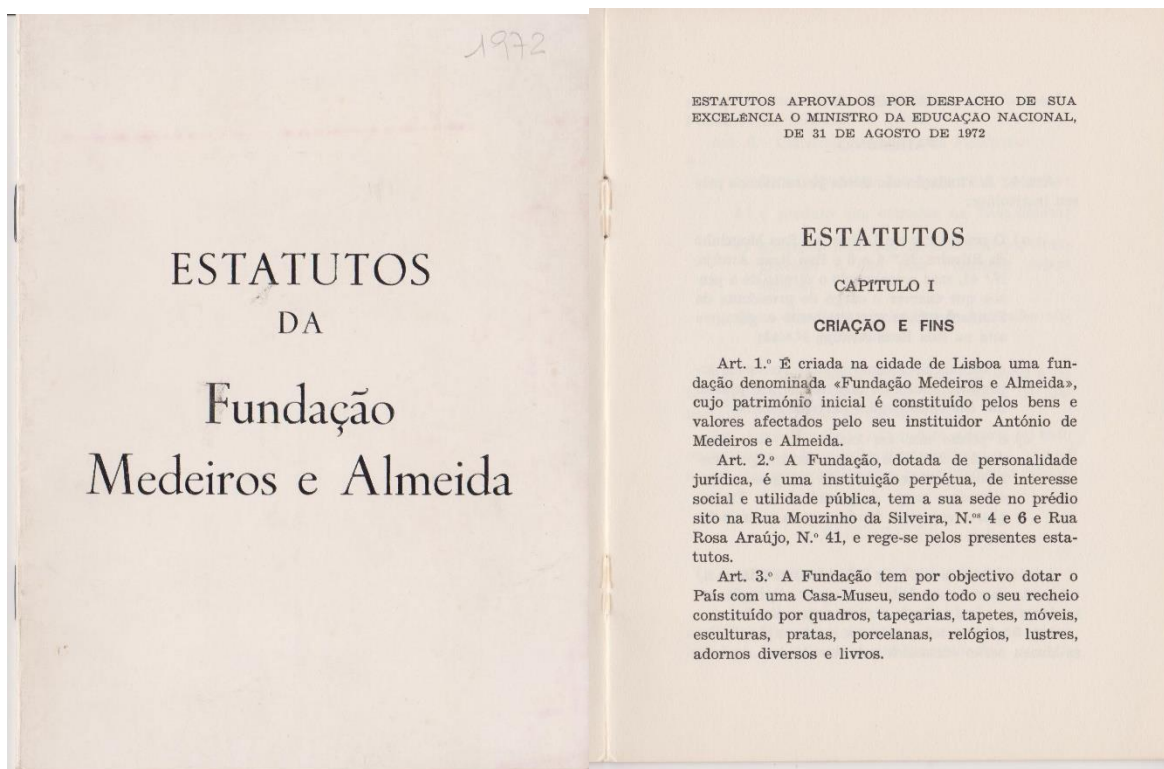 1972
ESTATUTOS
DA
Fundação
Medeiros e Almeida
ESTATUTOS APROVADOS POR DESPACHO DE SUA
EXCELÊNCIA O MINISTRO DA EDUCAÇÃO NACIONAL,
DE 31 DE AGOSTO DE 1972
ESTATUTOS
CAPÍTULO I
CRIAÇÃO E FINS
Art. 1.º É criada na cidade de Lisboa uma fun-
dação denominada «Fundação Medeiros e Almeida»,
cujo património inicial é constituído pelos bens e
valores afectados pelo seu instituidor António de
Medeiros e Almeida.
Art. 2.º A Fundação, dotada de personalidade
jurídica, é uma instituição perpétua, de interesse
social e utilidade pública, tem a sua sede no prédio
sito na Rua Mouzinho da Silveira, N.ºˢ 4 e 6 e Rua
Rosa Araújo, N.º 41, e rege-se pelos presentes esta-
tutos.
Art. 3.º A Fundação tem por objectivo dotar o
País com uma Casa-Museu, sendo todo o seu recheio
constituído por quadros, tapeçarias, tapetes, móveis,
esculturas, pratas, porcelanas, relógios, lustres,
adornos diversos e livros.